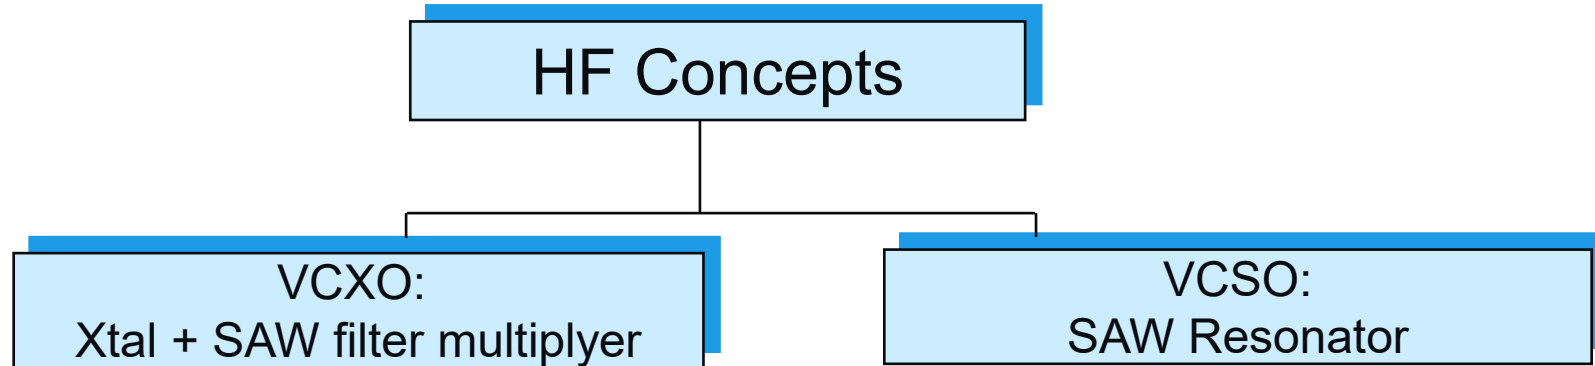 HF Concepts
VCXO:
Xtal + SAW filter multiplyer
VCSO:
SAW Resonator